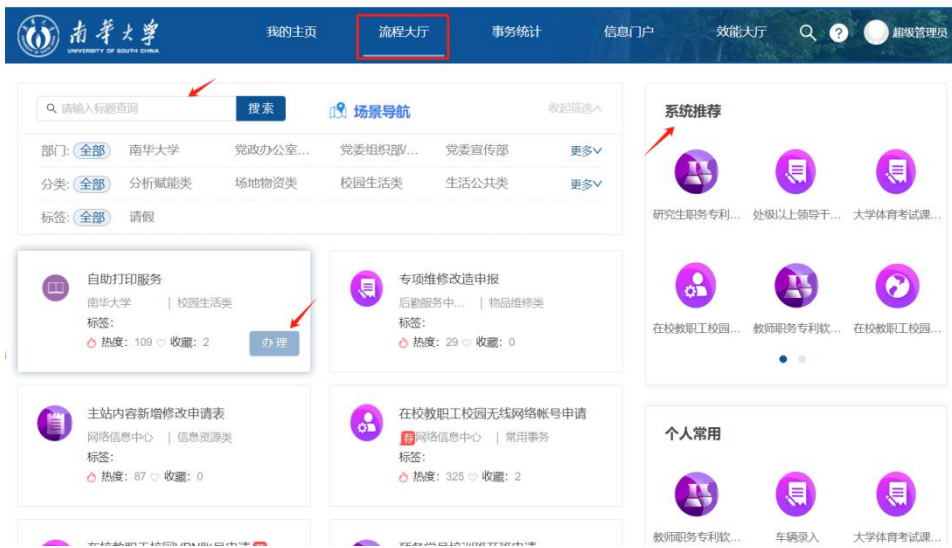 南华大学
UNIVERSITY OF SOUTH CHINA
我的主页
流程大厅
事务统计
信息门户
效能大厅
超级管理员
请输入标题查询
搜索
场景导航
收起筛选
部门: 全部 南华大学 党政办公室... 党委组织部/... 党委宣传部 更多
分类: 全部 分析赋能类 场地物资类 校园生活类 生活公共类 更多
标签: 全部 请假
自助打印服务
南华大学 | 校园生活类
标签:
热度: 109 收藏: 2
办理
专项维修改造申报
后勤服务中... | 物品维修类
标签:
热度: 29 收藏: 0
主站内容新增修改申请表
网络信息中心 | 信息资源类
标签:
热度: 87 收藏: 0
在校教职工校园无线网络帐号申请
荐 网络信息中心 | 常用事务
标签:
热度: 325 收藏: 2
系统推荐
研究生职务专利... 处级以上领导干... 大学体育考试课...
在校教职工校园... 教师职务专利软... 在校教职工校园...
个人常用
教师职务专利软... 车辆录入 大学体育考试课...